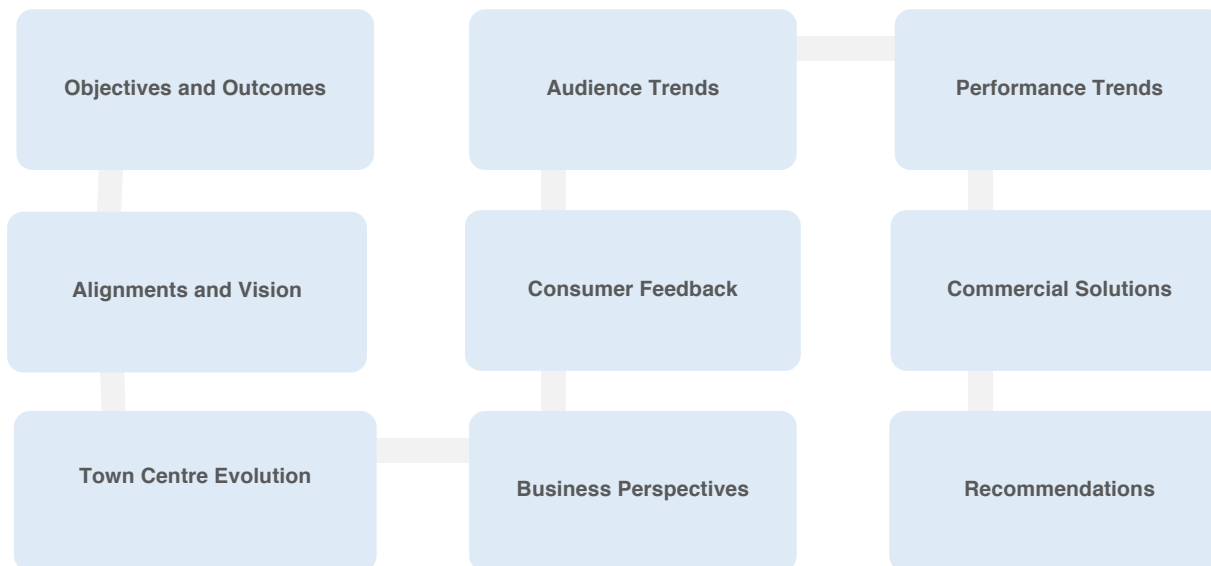 Objectives and Outcomes
Alignments and Vision
Town Centre Evolution
Business Perspectives
Consumer Feedback
Audience Trends
Performance Trends
Commercial Solutions
Recommendations